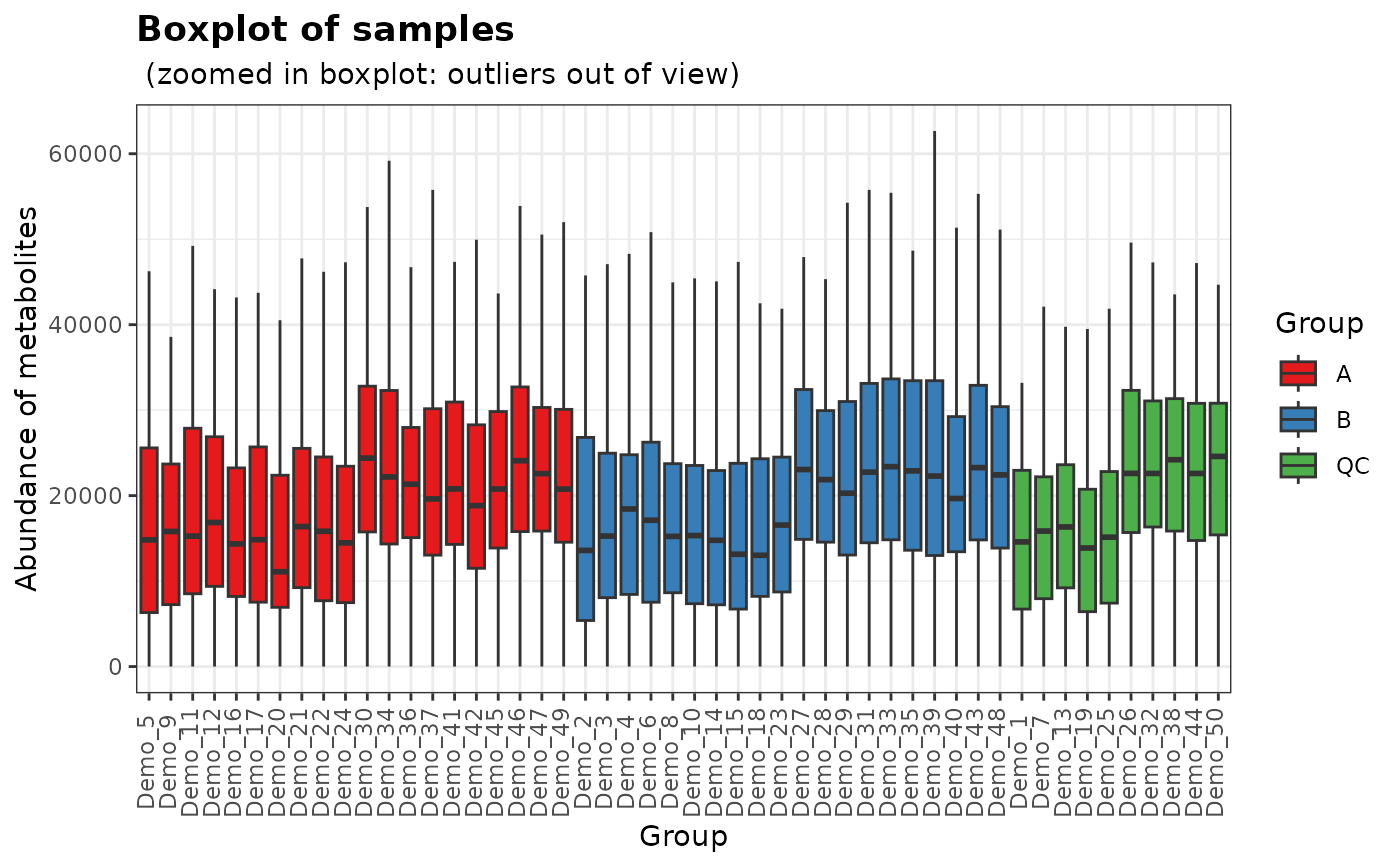 Boxplot of samples
(zoomed in boxplot: outliers out of view)
Abundance of metabolites
60000
40000
20000
0
Demo_5
Demo_9
Demo_11
Demo_12
Demo_16
Demo_17
Demo_20
Demo_21
Demo_22
Demo_24
Demo_30
Demo_34
Demo_36
Demo_37
Demo_41
Demo_42
Demo_45
Demo_46
Demo_47
Demo_49
Demo_2
Demo_3
Demo_4
Demo_6
Demo_8
Demo_10
Demo_14
Demo_15
Demo_18
Demo_23
Demo_27
Demo_28
Demo_29
Demo_31
Demo_33
Demo_35
Demo_39
Demo_40
Demo_43
Demo_48
Demo_1
Demo_7
Demo_13
Demo_19
Demo_25
Demo_26
Demo_32
Demo_38
Demo_44
Demo_50
Group
Group
A
B
QC